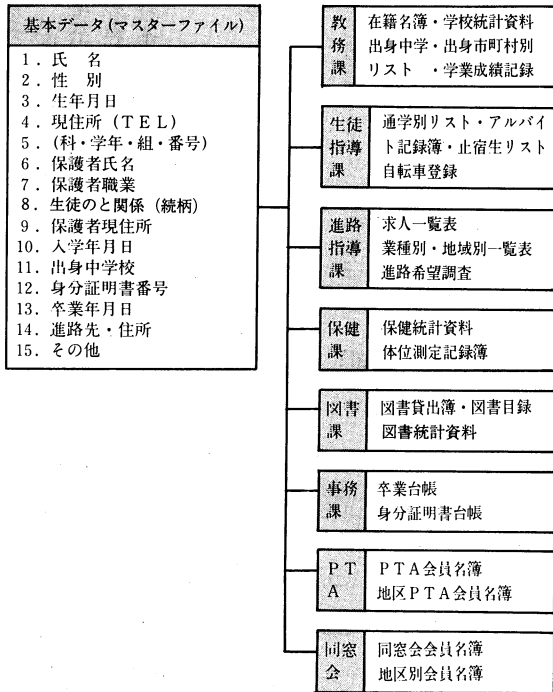 基本データ(マスターファイル)
1．氏　名
2．性　別
3．生年月日
4．現住所（ＴＥＬ）
5．(科・学年・組・番号)
6．保護者氏名
7．保護者職業
8．生徒のと関係（続柄）
9．保護者現住所
10．入学年月日
11．出身中学校
12．身分証明書番号
13．卒業年月日
14．進路先・住所
15．その他
教務課
在籍名簿・学校統計資料
出身中学・出身市町村別
リスト　・学業成績記録
生徒指導課
通学別リスト・アルバイ
ト記録簿・止宿生リスト
自転車登録
進路指導課
求人一覧表
業種別・地域別一覧表
進路希望調査
保健課
保健統計資料
体位測定記録簿
図書課
図書貸出簿・図書目録
図書統計資料
事務課
卒業台帳
身分証明書台帳
ＰＴＡ
ＰＴＡ会員名簿
地区ＰＴＡ会員名簿
同窓会
同窓会会員名簿
地区別会員名簿